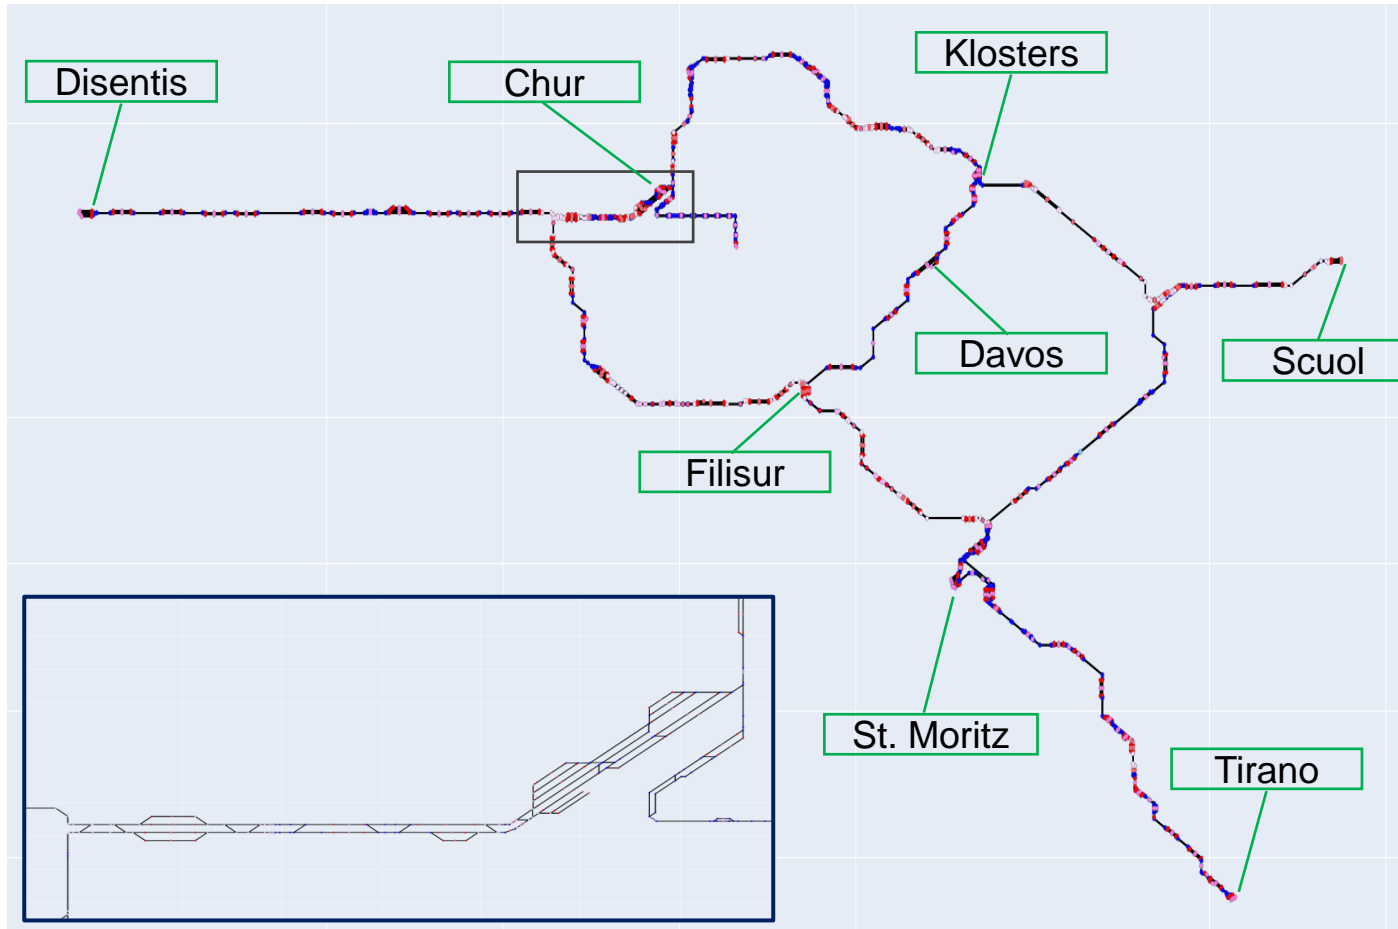 Klosters
Disentis
Chur
Davos
Scuol
Filisur
St. Moritz
Tirano